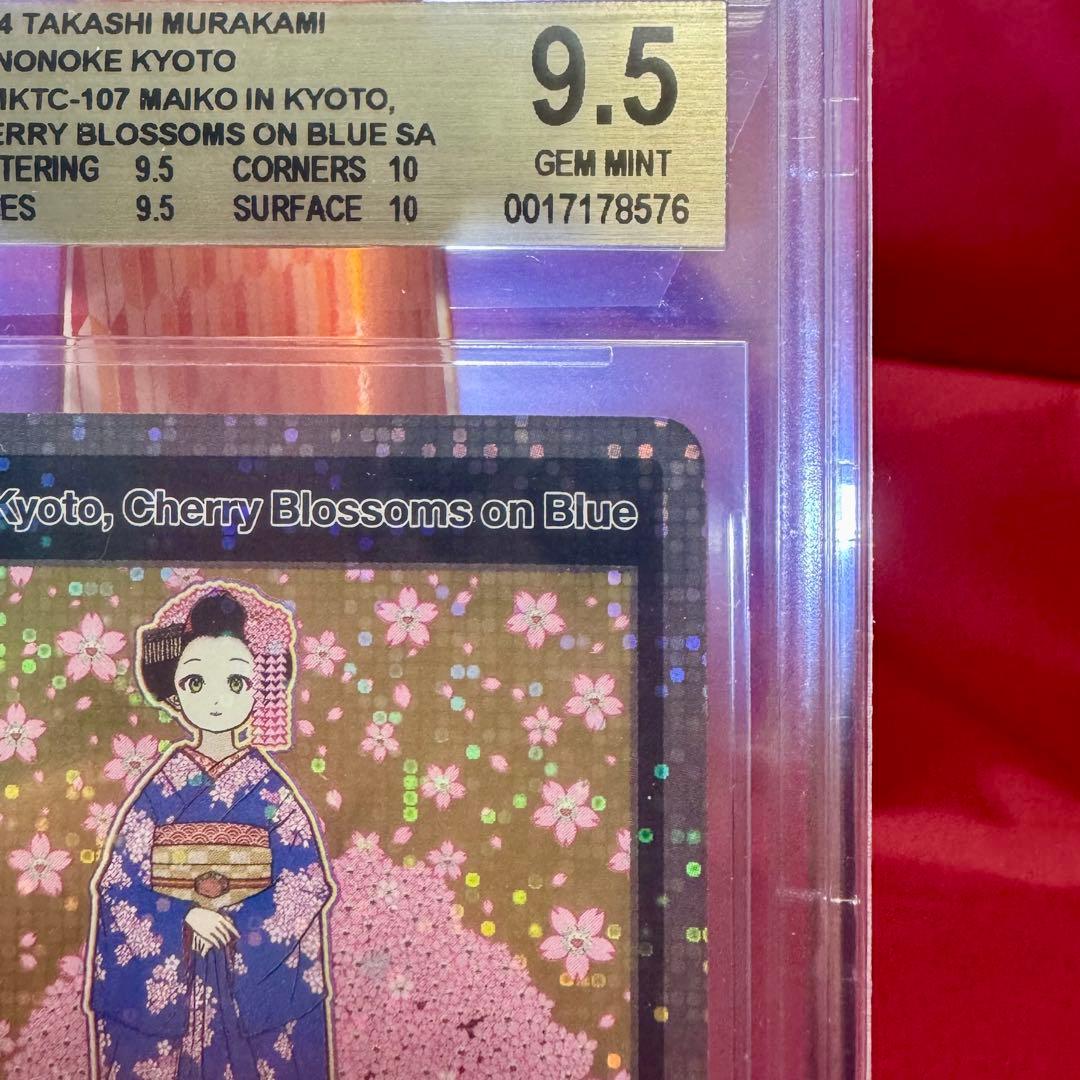 4 TAKASHI MURAKAMI
NONOKE KYOTO
MKTC-107 MAIKO IN KYOTO,
ERRY BLOSSOMS ON BLUE SA
TERING 9.5 CORNERS 10
ES 9.5 SURFACE 10
9.5
GEM MINT
0017178576
Kyoto, Cherry Blossoms on Blue